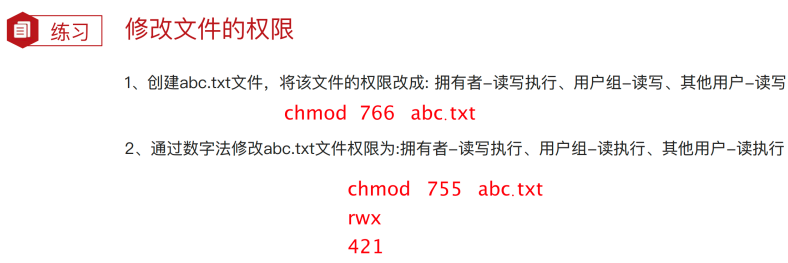 练习 修改文件的权限
1、创建abc.txt文件，将该文件的权限改成: 拥有者-读写执行、用户组-读写、其他用户-读写
chmod 766 abc.txt
2、通过数字法修改abc.txt文件权限为:拥有者-读写执行、用户组-读执行、其他用户-读执行
chmod 755 abc.txt
rwx
421